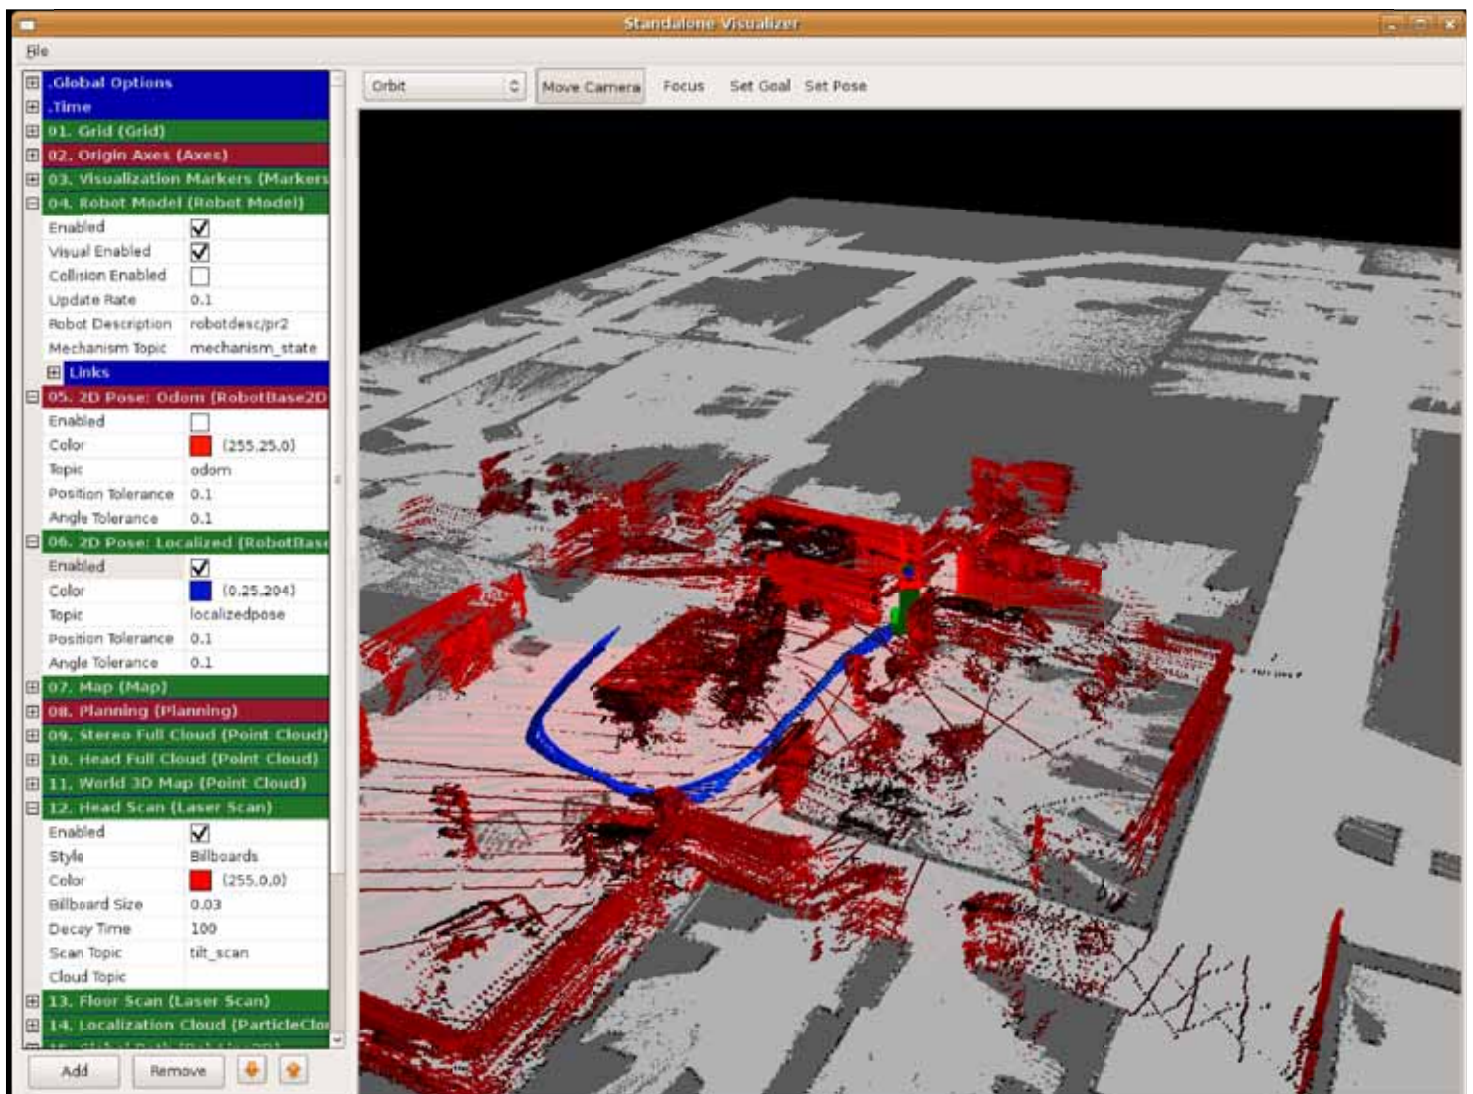 Standalone Visualizer
File
.Global Options
.Time
01. Grid (Grid)
02. Origin Axes (Axes)
03. Visualization Markers (Markers
04. Robot Model (Robot Model)
Enabled
Visual Enabled
Collision Enabled
Update Rate 0.1
Robot Description robotdesc/pr2
Mechanism Topic mechanism_state
Links
05. 2D Pose: Odom (RobotBase2D
Enabled
Color (255,25,0)
Topic odom
Position Tolerance 0.1
Angle Tolerance 0.1
06. 2D Pose: Localized (RobotBase
Enabled
Color (0,25,204)
Topic localizedpose
Position Tolerance 0.1
Angle Tolerance 0.1
07. Map (Map)
08. Planning (Planning)
09. Stereo Full Cloud (Point Cloud)
10. Head Full Cloud (Point Cloud)
11. World 3D Map (Point Cloud)
12. Head Scan (Laser Scan)
Enabled
Style Billboards
Color (255,0,0)
Billboard Size 0.03
Decay Time 100
Scan Topic tilt_scan
Cloud Topic
13. Floor Scan (Laser Scan)
14. Localization Cloud (ParticleClo
Add Remove
Orbit Move Camera Focus Set Goal Set Pose